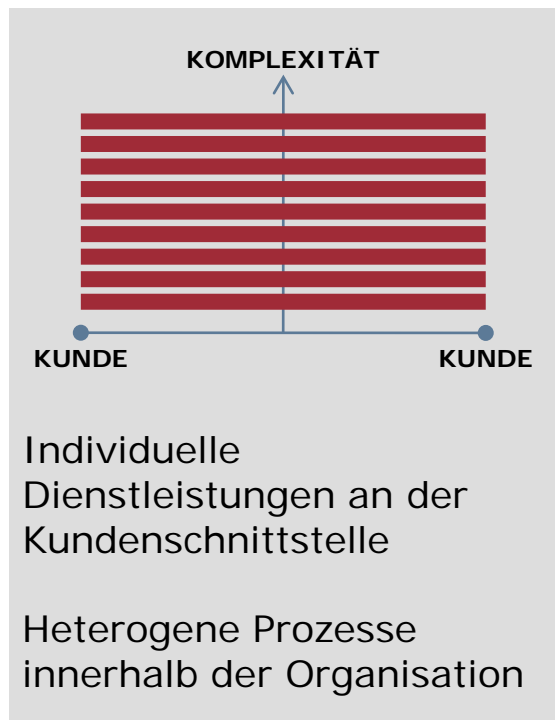 KOMPLEXITÄT
KUNDE
KUNDE
Individuelle
Dienstleistungen an der
Kundenschnittstelle
Heterogene Prozesse
innerhalb der Organisation